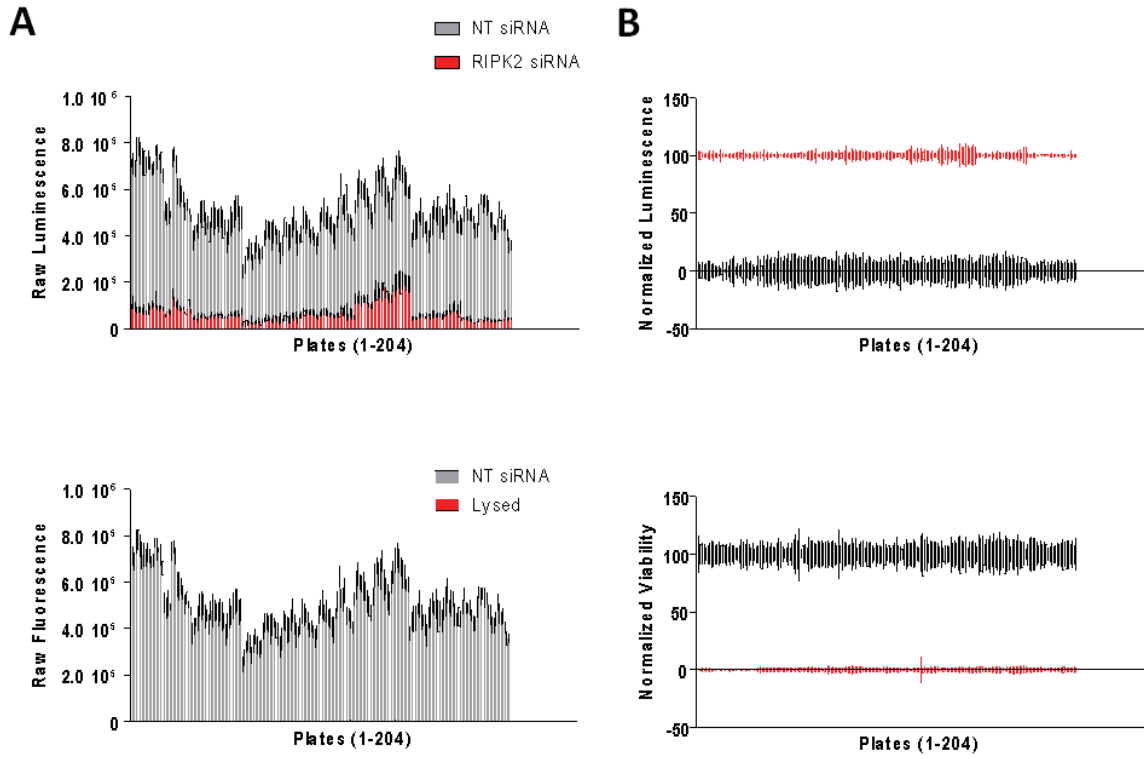 A
NT siRNA
RIPK2 siRNA
Raw Luminescence
1.0 10⁶
8.0 10⁵
6.0 10⁵
4.0 10⁵
2.0 10⁵
0
Plates (1-204)
B
Normalized Luminescence
150
100
50
0
-50
Plates (1-204)
NT siRNA
Lysed
Raw Fluorescence
1.0 10⁶
8.0 10⁵
6.0 10⁵
4.0 10⁵
2.0 10⁵
0
Plates (1-204)
Normalized Viability
150
100
50
0
-50
Plates (1-204)